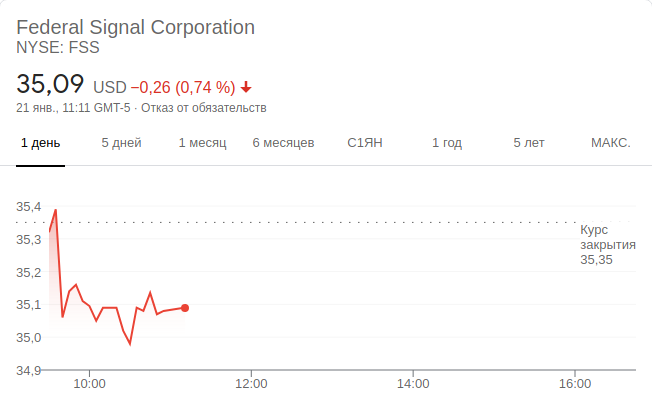 Federal Signal Corporation
NYSE: FSS
35,09 USD −0,26 (0,74 %)
21 янв., 11:11 GMT-5 · Отказ от обязательств
1 день 5 дней 1 месяц 6 месяцев С1ЯН 1 год 5 лет МАКС.
35,4
35,3
35,2
35,1
35,0
34,9
Курс
закрытия
35,35
10:00 12:00 14:00 16:00